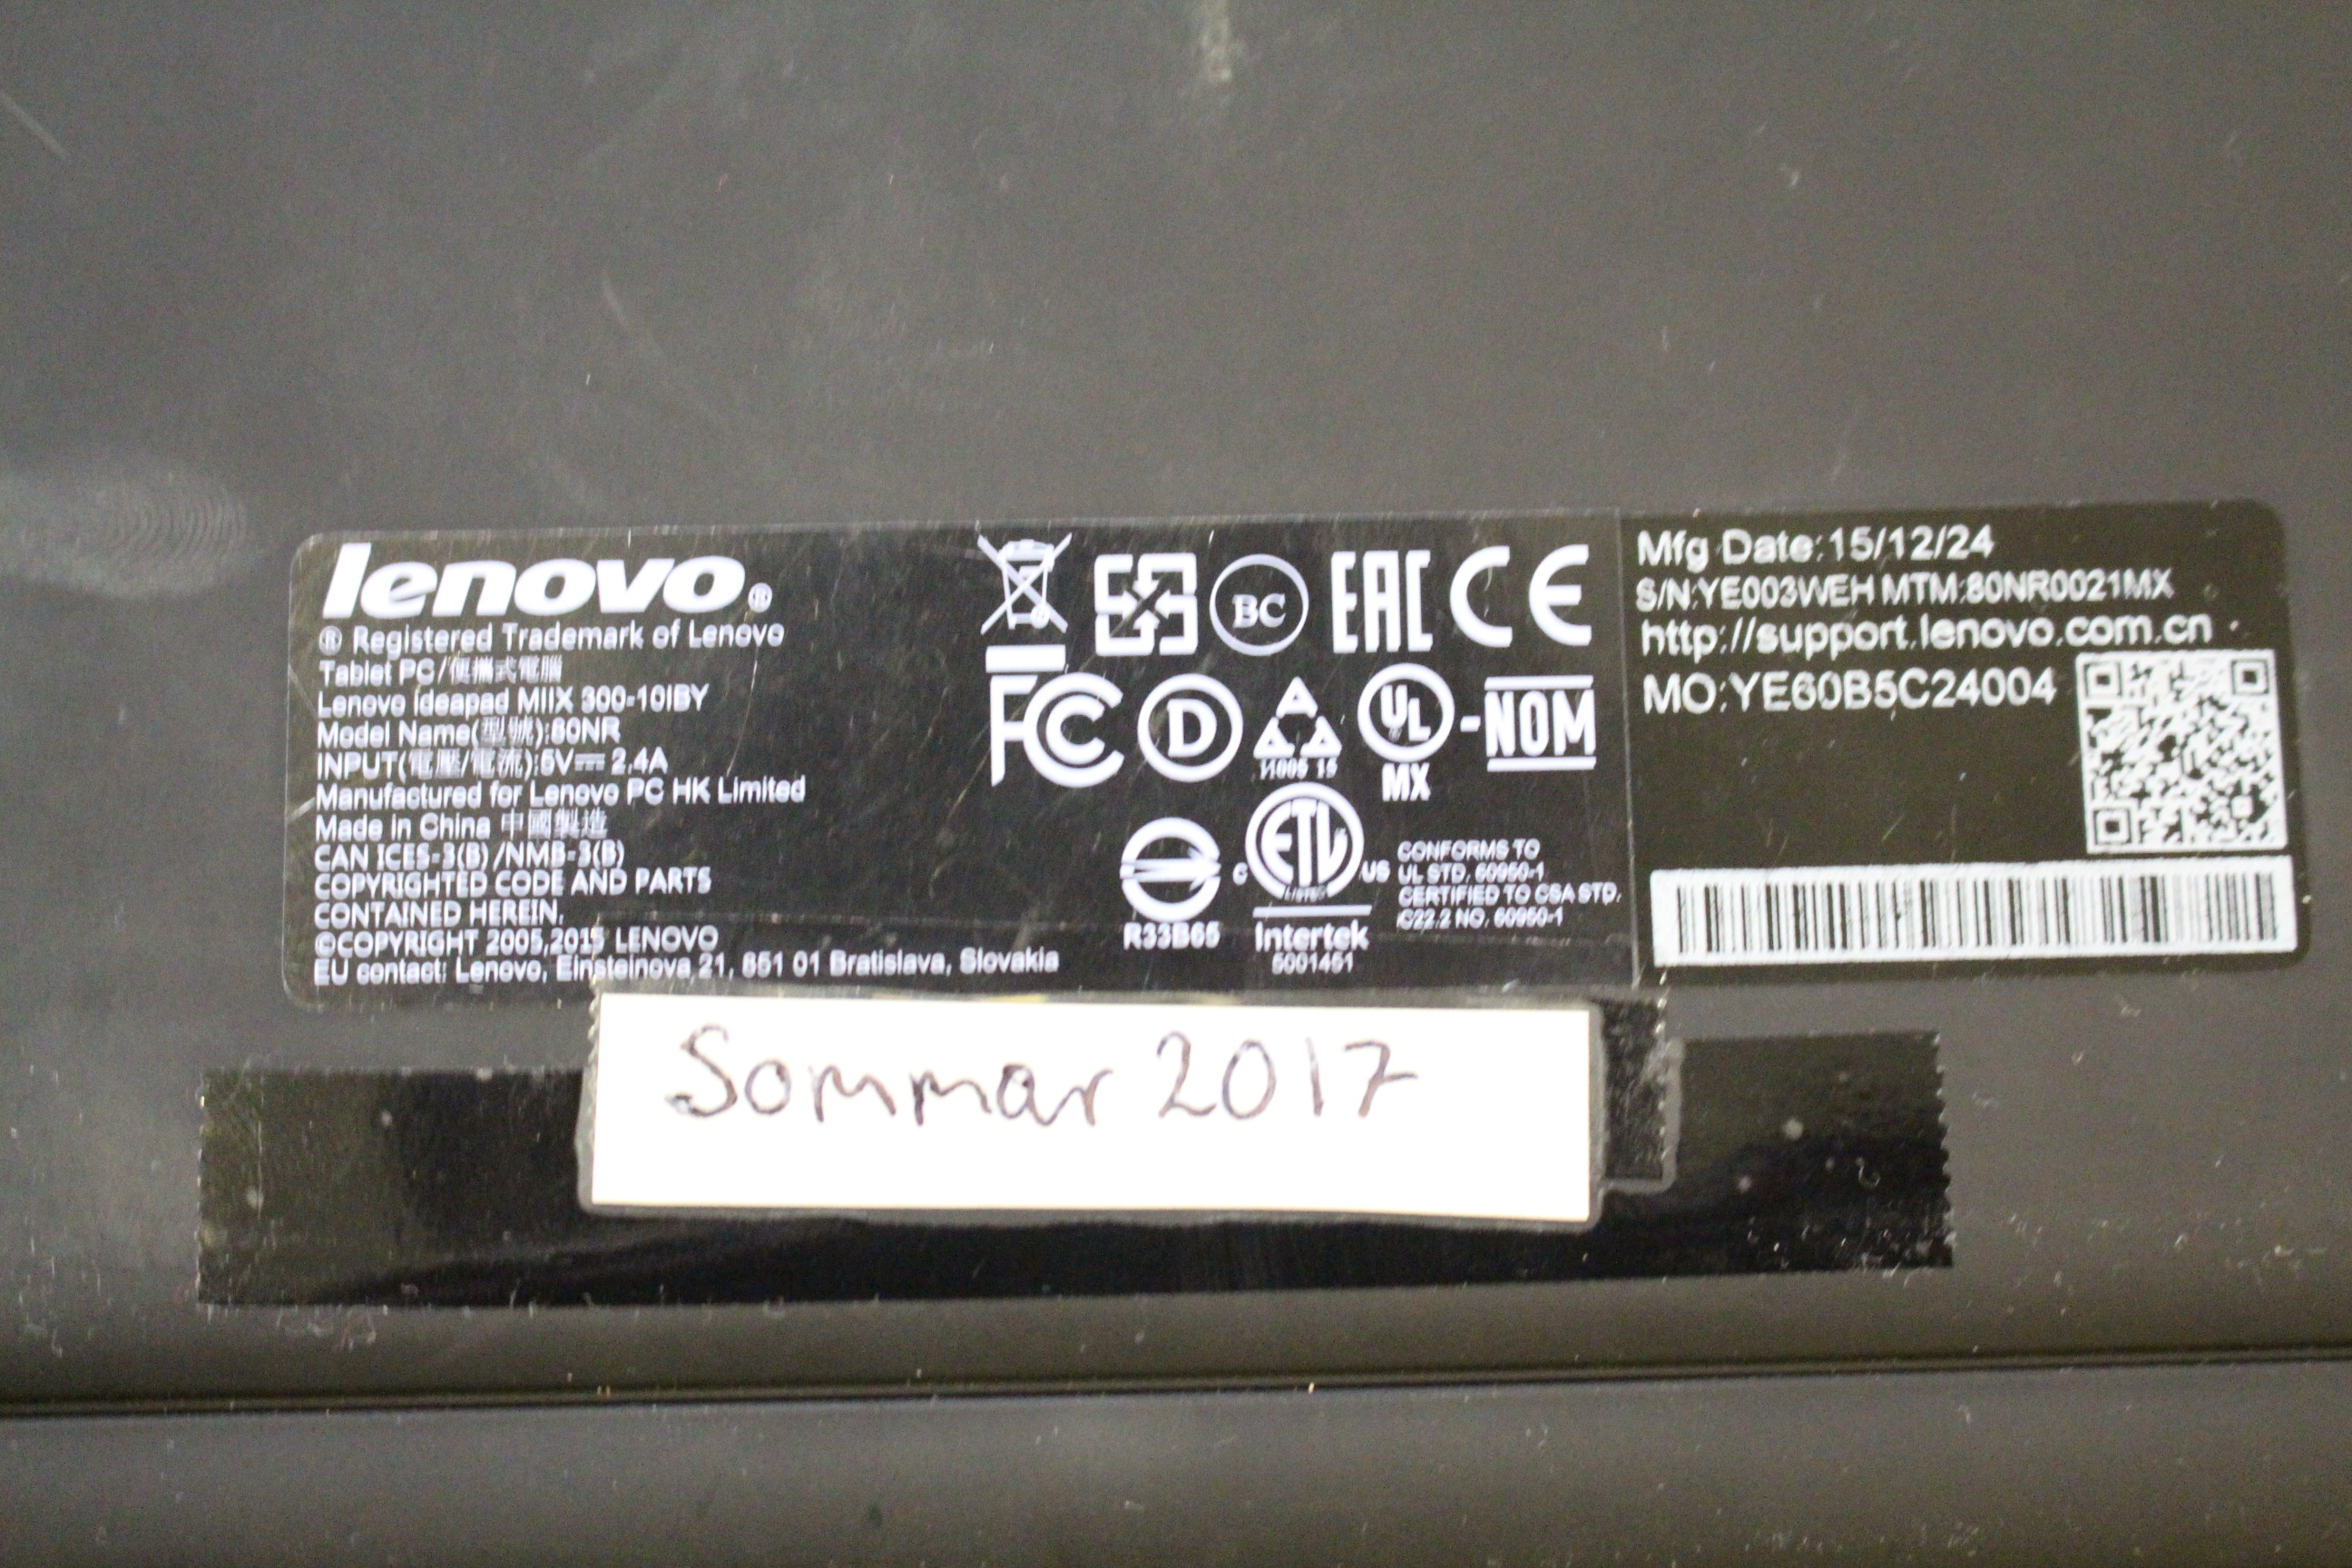 lenovo®
® Registered Trademark of Lenovo
Tablet PC/便攜式電腦
Lenovo ideapad MIIX 300-10IBY
Model Name(型號):80NR
INPUT(電壓/電流):5V⎓ 2.4A
Manufactured for Lenovo PC HK Limited
Made in China 中國製造
CAN ICES-3(B)/NMB-3(B)
COPYRIGHTED CODE AND PARTS
CONTAINED HEREIN.
©COPYRIGHT 2005,2015 LENOVO
EU contact: Lenovo, Einsteinova 21, 851 01 Bratislava, Slovakia
BC EAC CE
FC D UL -NOM
MX
C ETL US
LISTED
R33B65 Intertek
5001451
CONFORMS TO
UL STD. 60950-1
CERTIFIED TO CSA STD.
C22.2 NO. 60950-1
Mfg Date:15/12/24
S/N:YE003WEH MTM:80NR0021MX
http://support.lenovo.com.cn
MO:YE60B5C24004
Sommar 2017